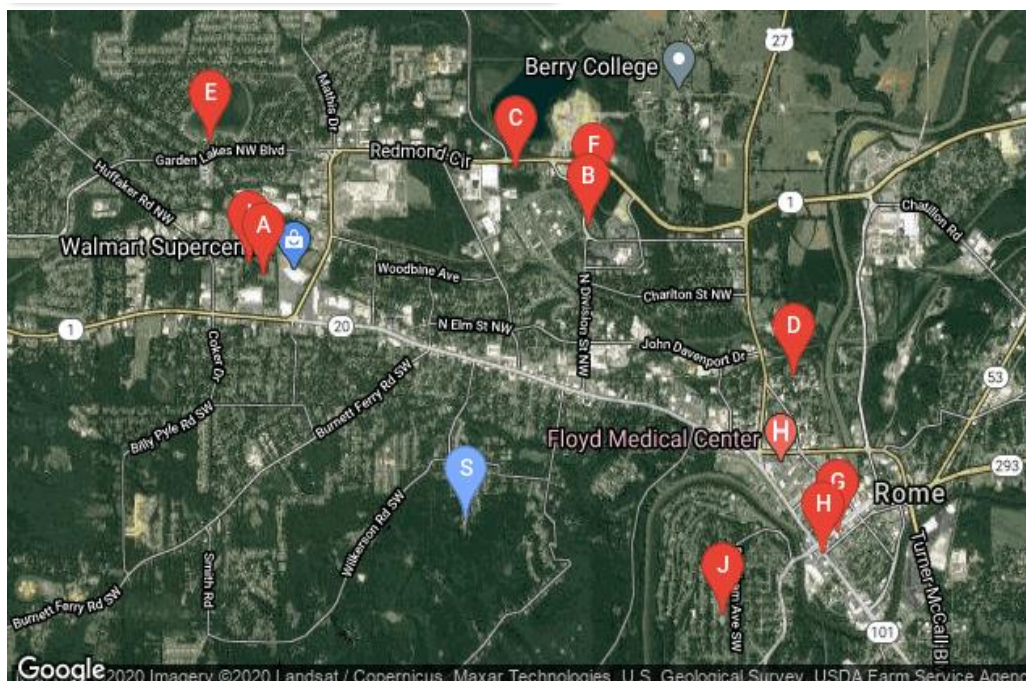 27
Berry College
E
Mathis Dr
C
F
Garden Lakes NW Blvd
Redmond Cir
B
Huffaker Rd NW
1
Chatillon Rd
A
Walmart Supercen
Woodbine Ave
Charlton St NW
N Division St NW
1
20
N Elm St NW
D
John Davenport Dr
Coker Dr
53
Burnett Ferry Rd SW
Billy Pyle Rd SW
Floyd Medical Center
H
S
G
293
Rome
H
Wilkerson Rd SW
Smith Rd
J
Ave SW
Turner McCall Bl
Burnett Ferry Rd SW
101
Google
2020 Imagery ©2020 Landsat / Copernicus, Maxar Technologies, U.S. Geological Survey, USDA Farm Service Agenc